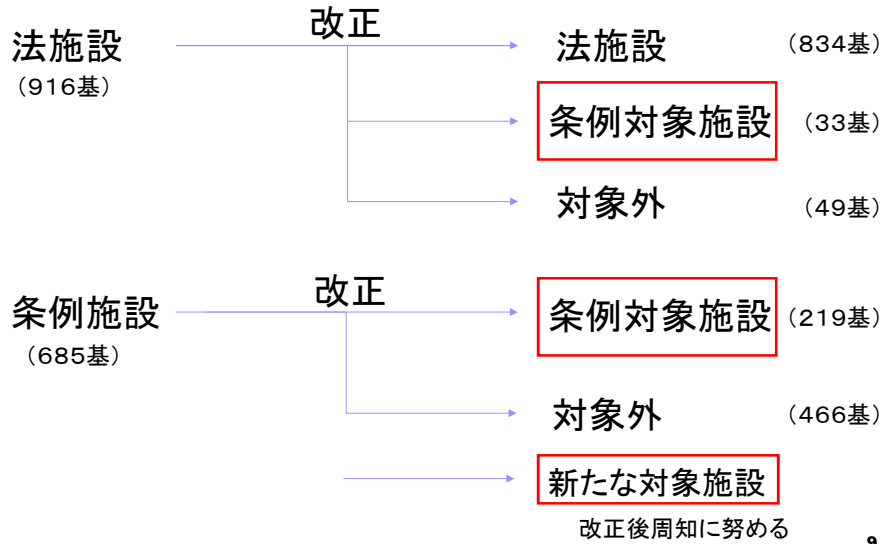 改正
法施設
（916基）
法施設 （834基）
条例対象施設 （33基）
対象外 （49基）
改正
条例施設
（685基）
条例対象施設 （219基）
対象外 （466基）
新たな対象施設
改正後周知に努める
9